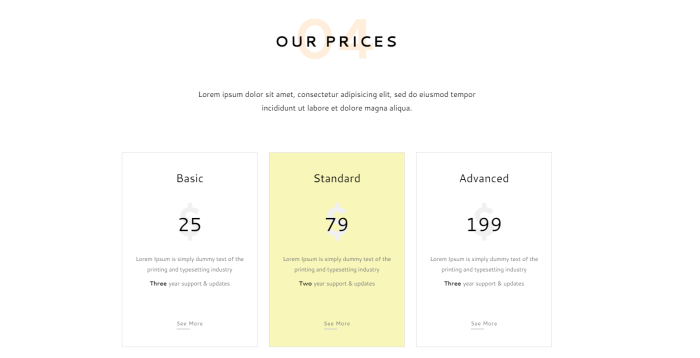 04
OUR PRICES
Lorem ipsum dolor sit amet, consectetur adipisicing elit, sed do eiusmod tempor
incididunt ut labore et dolore magna aliqua.
Basic
$
25
Lorem Ipsum is simply dummy text of the
printing and typesetting industry
Three year support & updates
See More
Standard
$
79
Lorem Ipsum is simply dummy text of the
printing and typesetting industry
Two year support & updates
See More
Advanced
$
199
Lorem Ipsum is simply dummy text of the
printing and typesetting industry
Three year support & updates
See More